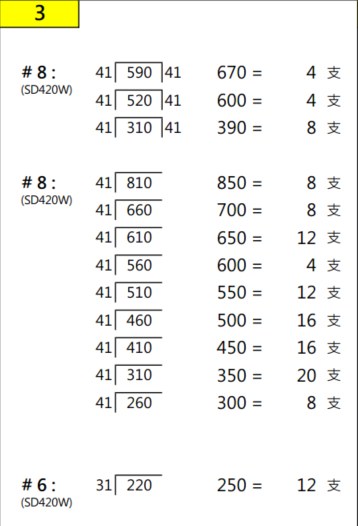 3
# 8 : 41 590 41 670 = 4 支
(SD420W) 41 520 41 600 = 4 支
41 310 41 390 = 8 支
# 8 : 41 810 850 = 8 支
(SD420W) 41 660 700 = 8 支
41 610 650 = 12 支
41 560 600 = 4 支
41 510 550 = 12 支
41 460 500 = 16 支
41 410 450 = 16 支
41 310 350 = 20 支
41 260 300 = 8 支
# 6 : 31 220 250 = 12 支
(SD420W)